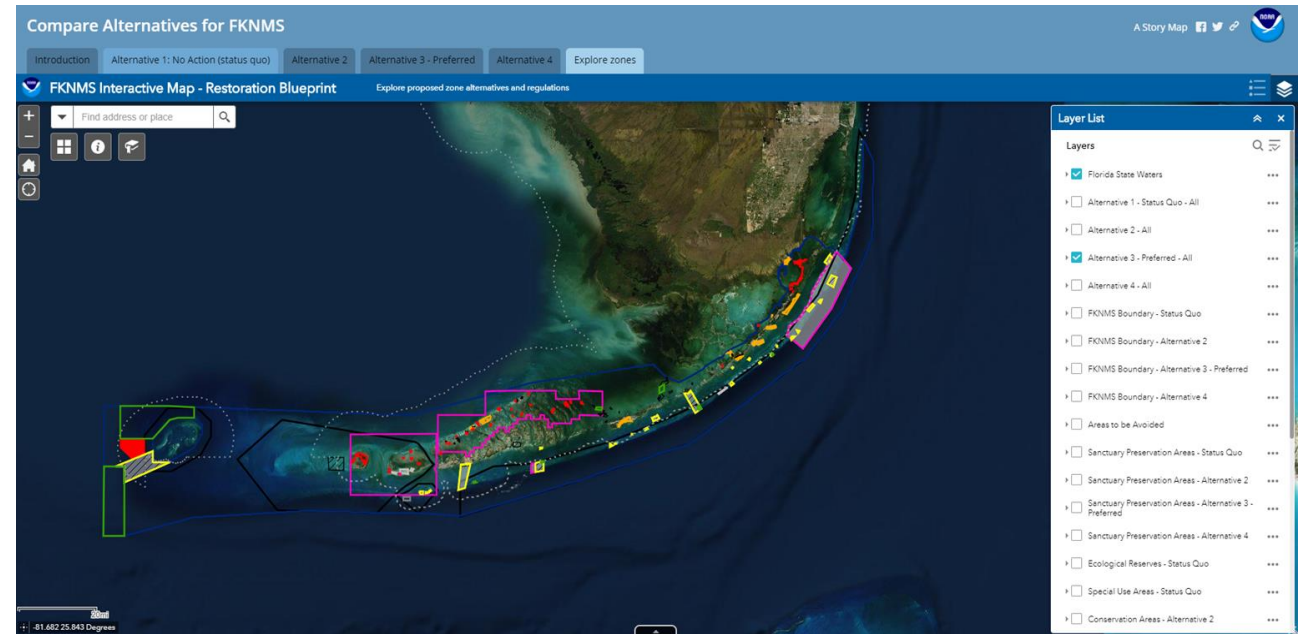 Compare Alternatives for FKNMS
A Story Map
NOAA
Introduction
Alternative 1: No Action (status quo)
Alternative 2
Alternative 3 - Preferred
Alternative 4
Explore zones
FKNMS Interactive Map - Restoration Blueprint
Explore proposed zone alternatives and regulations
Find address or place
Layer List
Layers
Florida State Waters
Alternative 1 - Status Quo - All
Alternative 2 - All
Alternative 3 - Preferred - All
Alternative 4 - All
FKNMS Boundary - Status Quo
FKNMS Boundary - Alternative 2
FKNMS Boundary - Alternative 3 - Preferred
FKNMS Boundary - Alternative 4
Areas to be Avoided
Sanctuary Preservation Areas - Status Quo
Sanctuary Preservation Areas - Alternative 2
Sanctuary Preservation Areas - Alternative 3 -
Preferred
Sanctuary Preservation Areas - Alternative 4
Ecological Reserves - Status Quo
Special Use Areas - Status Quo
Conservation Areas - Alternative 2
20mi
-81.682 25.843 Degrees